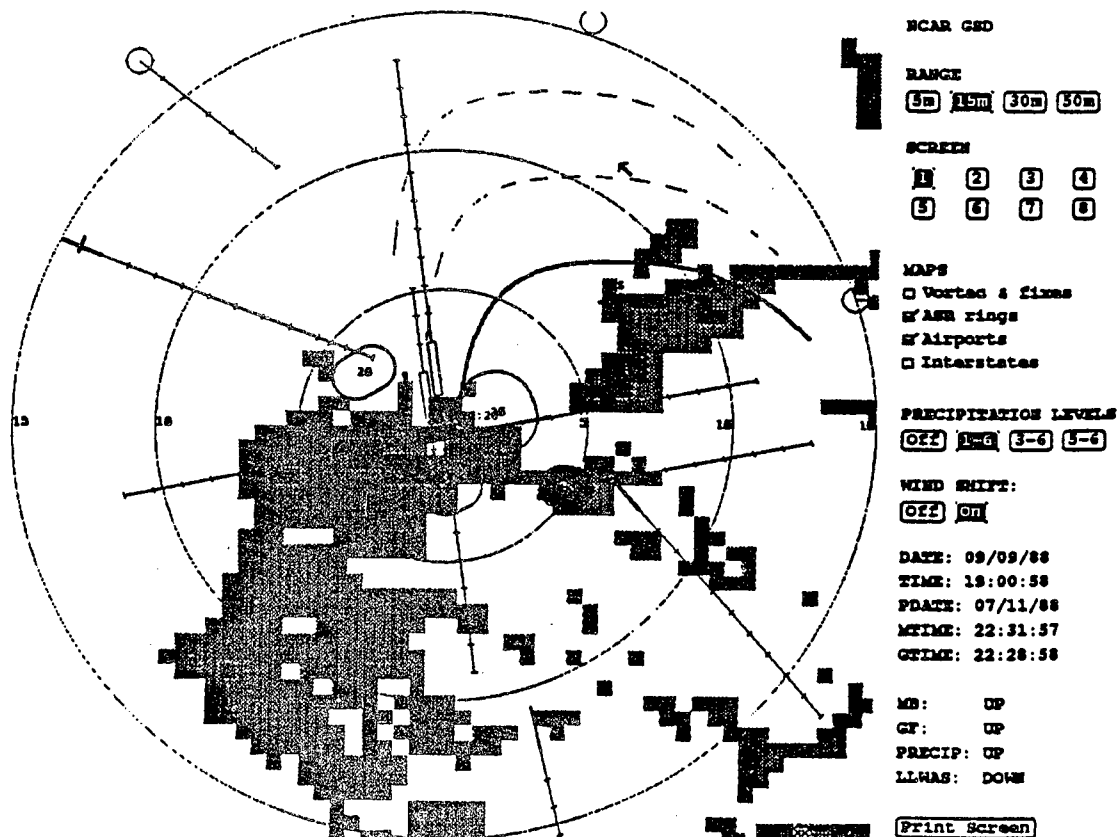 NCAR GSD
RANGE
5m 15m 30m 50m
SCREEN
1 2 3 4
5 6 7 8
MAPS
Vortac & fixes
ASR rings
Airports
Interstates
PRECIPITATION LEVELS
Off 1-6 3-6 5-6
WIND SHIFT:
Off On
DATE: 09/09/88
TIME: 19:00:58
PDATE: 07/11/88
MTIME: 22:31:57
GTIME: 22:28:58
MB: UP
GF: UP
PRECIP: UP
LLWAS: DOWN
Print Screen
20
15 10 5 10